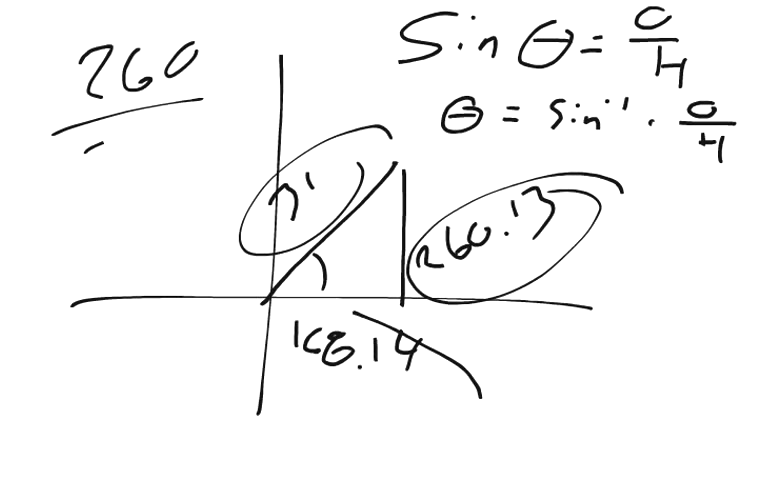 260
Sin θ = O/H
θ = sin⁻¹ · O/H
260.13
168.14